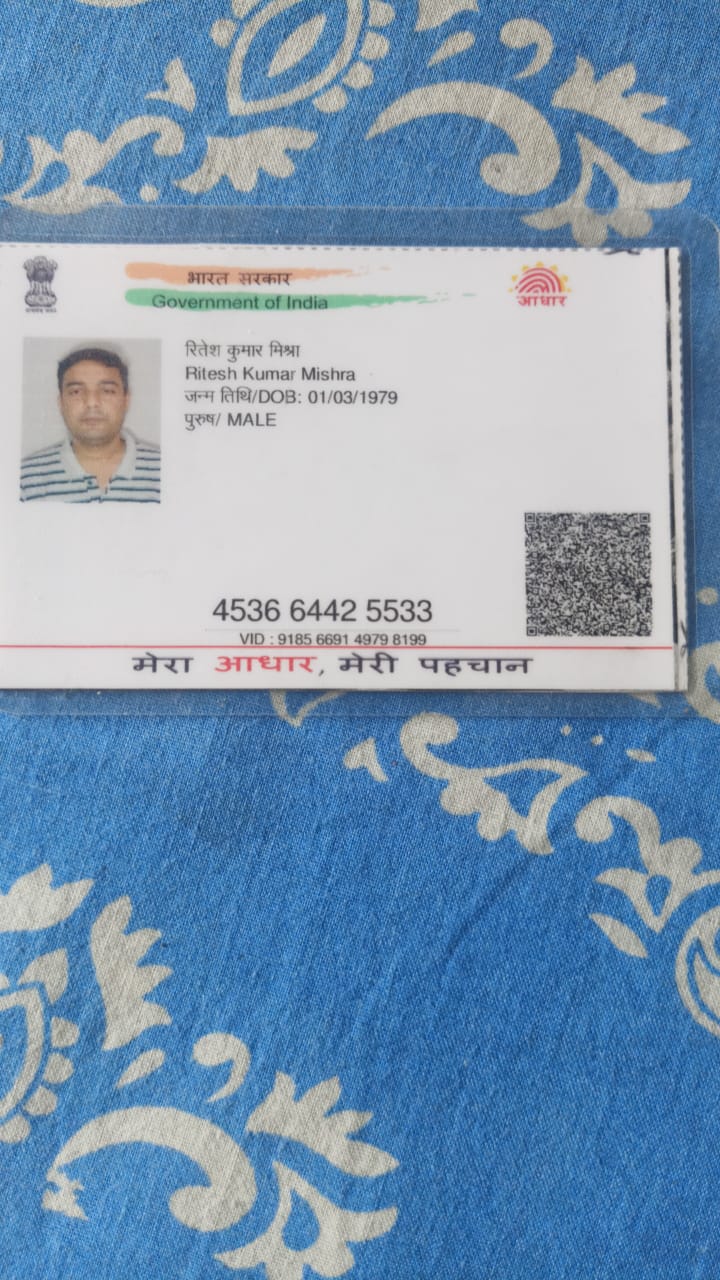 भारत सरकार
Government of India
आधार
रितेश कुमार मिश्रा
Ritesh Kumar Mishra
जन्म तिथि/DOB: 01/03/1979
पुरुष/ MALE
4536 6442 5533
VID : 9185 6691 4979 8199
मेरा आधार, मेरी पहचान